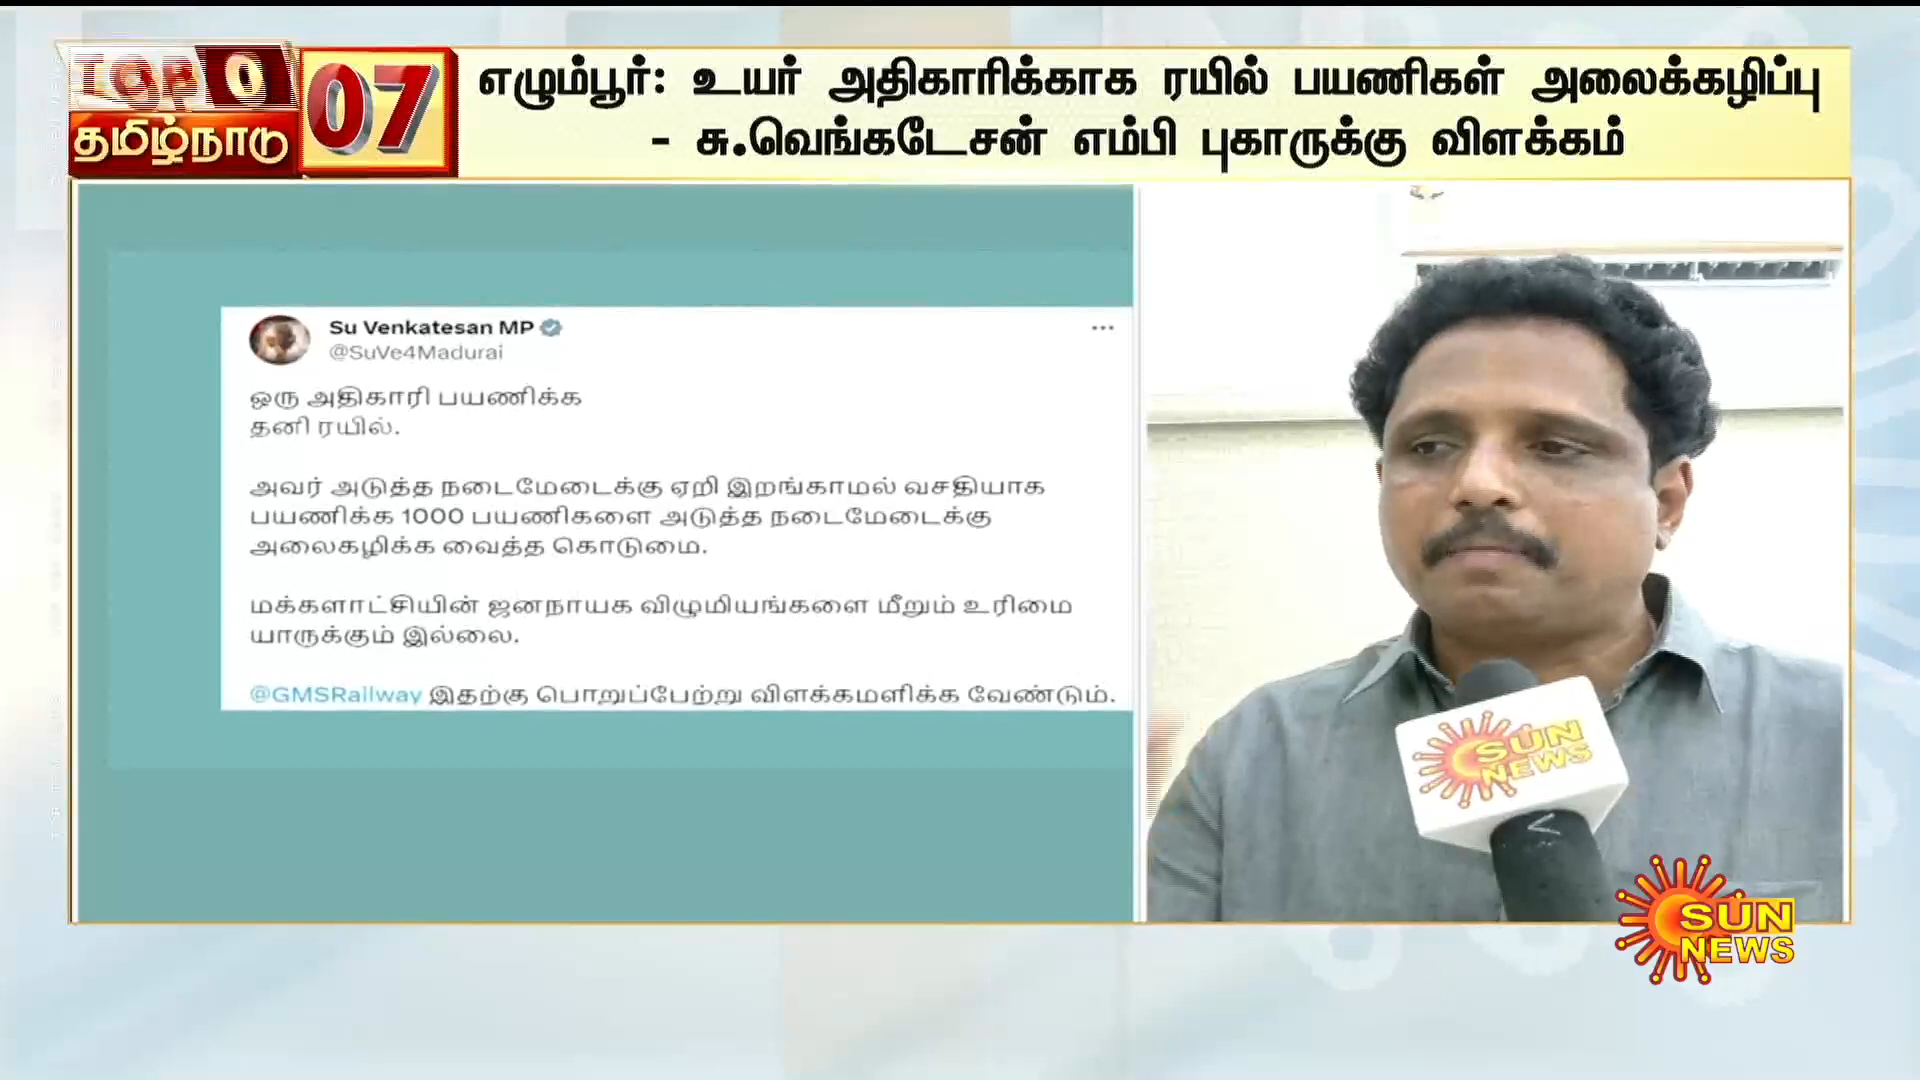 TOP
தமிழ்நாடு
07
எழும்பூர்: உயர் அதிகாரிக்காக ரயில் பயணிகள் அலைக்கழிப்பு
- சு.வெங்கடேசன் எம்பி புகாருக்கு விளக்கம்
Su Venkatesan MP
@SuVe4Madurai
ஒரு அதிகாரி பயணிக்க
தனி ரயில்.
அவர் அடுத்த நடைமேடைக்கு ஏறி இறங்காமல் வசதியாக
பயணிக்க 1000 பயணிகளை அடுத்த நடைமேடைக்கு
அலைகழிக்க வைத்த கொடுமை.
மக்களாட்சியின் ஜனநாயக விழுமியங்களை மீறும் உரிமை
யாருக்கும் இல்லை.
@GMSRailway இதற்கு பொறுப்பேற்று விளக்கமளிக்க வேண்டும்.
SUN
NEWS
SUN
NEWS